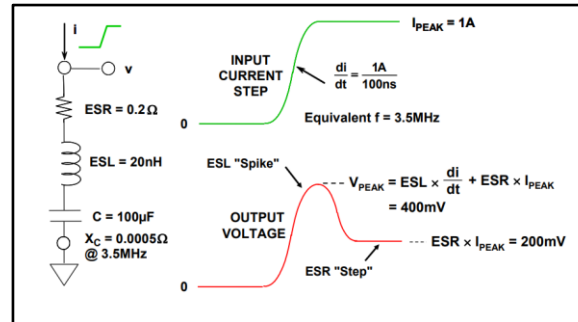 i
v
ESR = 0.2Ω
ESL = 20nH
C = 100µF
X_C = 0.0005Ω
@ 3.5MHz
INPUT
CURRENT
STEP
0
I_PEAK = 1A
di/dt = 1A/100ns
Equivalent f = 3.5MHz
ESL "Spike"
V_PEAK = ESL × di/dt + ESR × I_PEAK
= 400mV
OUTPUT
VOLTAGE
0
ESR × I_PEAK = 200mV
ESR "Step"